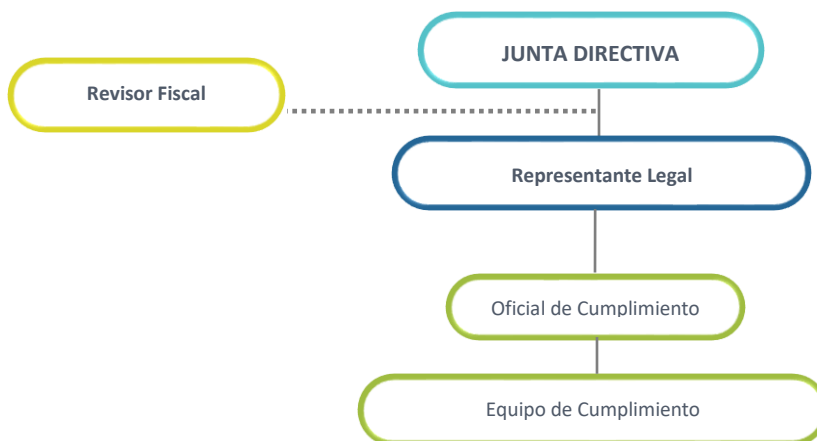 JUNTA DIRECTIVA
Revisor Fiscal
Representante Legal
Oficial de Cumplimiento
Equipo de Cumplimiento